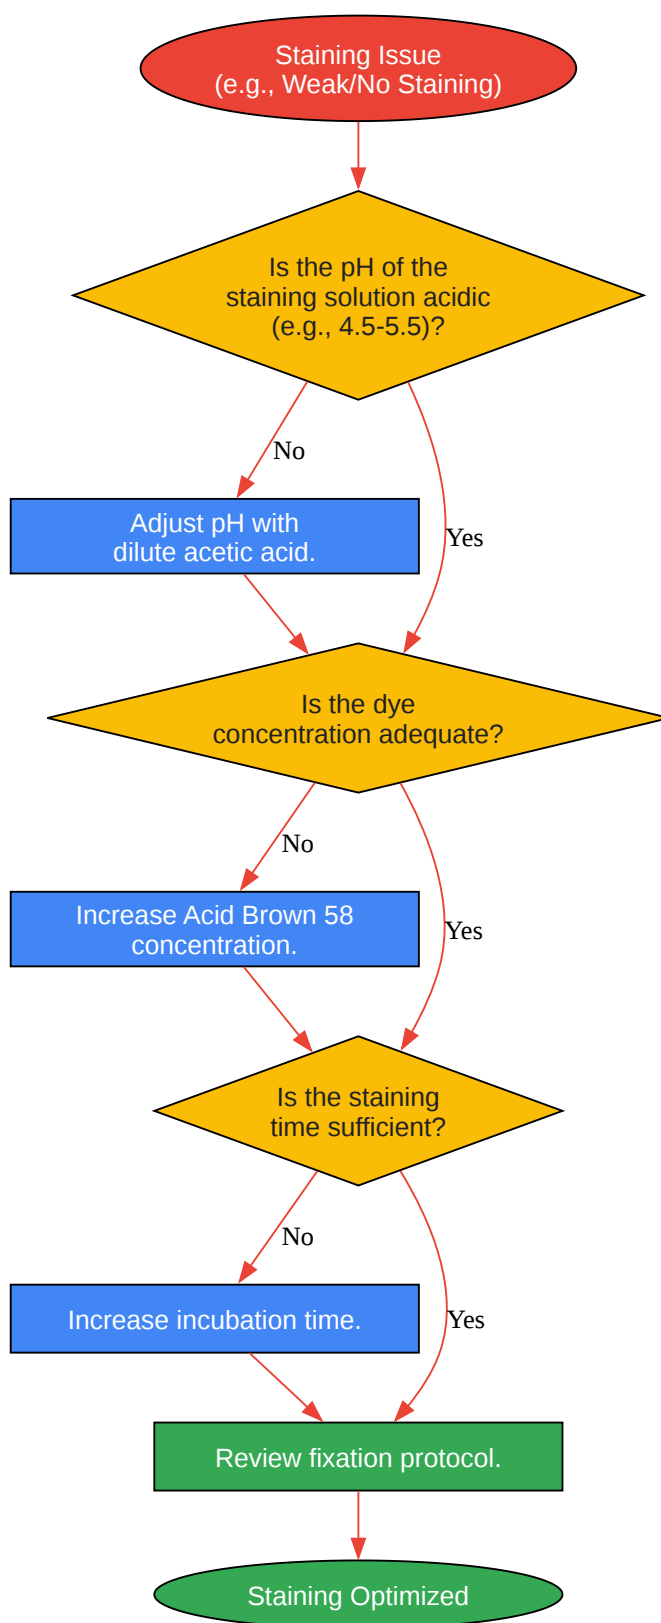 Staining Issue
(e.g., Weak/No Staining)
Is the pH of the
staining solution acidic
(e.g., 4.5-5.5)?
No
Adjust pH with
dilute acetic acid.
Yes
Is the dye
concentration adequate?
No
Increase Acid Brown 58
concentration.
Yes
Is the staining
time sufficient?
No
Increase incubation time.
Yes
Review fixation protocol.
Staining Optimized